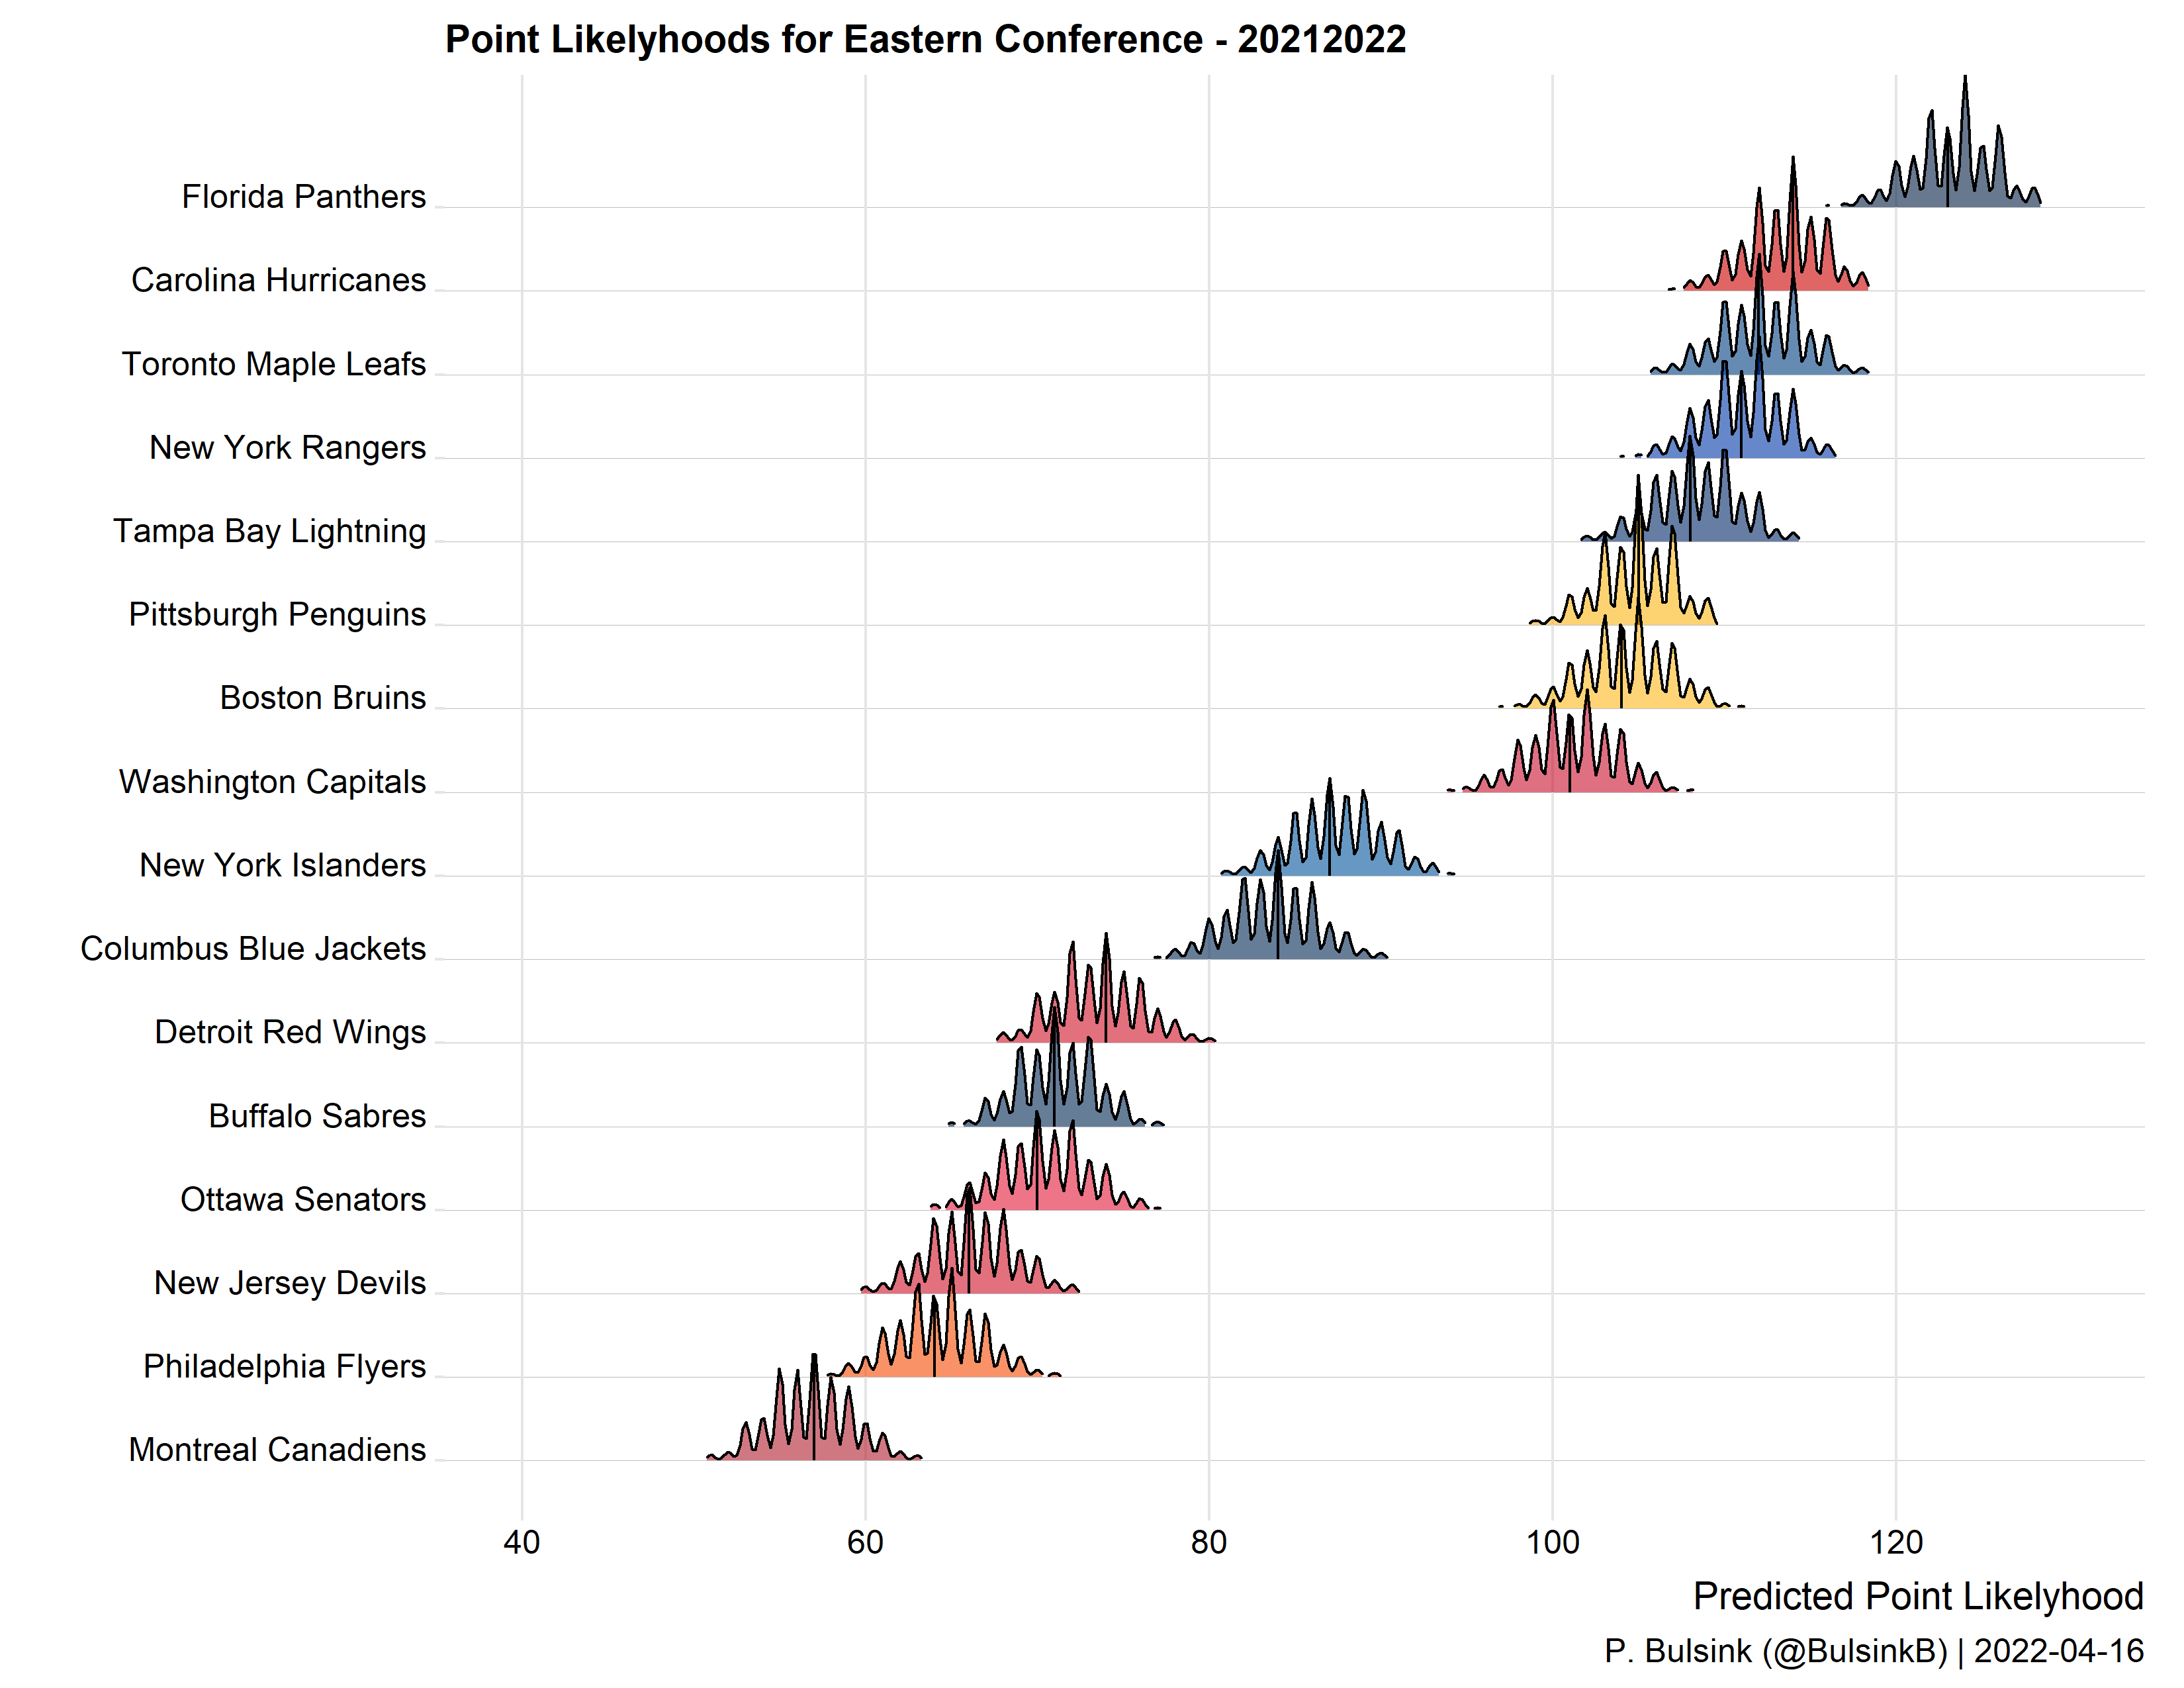 Point Likelyhoods for Eastern Conference - 20212022
Florida Panthers
Carolina Hurricanes
Toronto Maple Leafs
New York Rangers
Tampa Bay Lightning
Pittsburgh Penguins
Boston Bruins
Washington Capitals
New York Islanders
Columbus Blue Jackets
Detroit Red Wings
Buffalo Sabres
Ottawa Senators
New Jersey Devils
Philadelphia Flyers
Montreal Canadiens
40 60 80 100 120
Predicted Point Likelyhood
P. Bulsink (@BulsinkB) | 2022-04-16